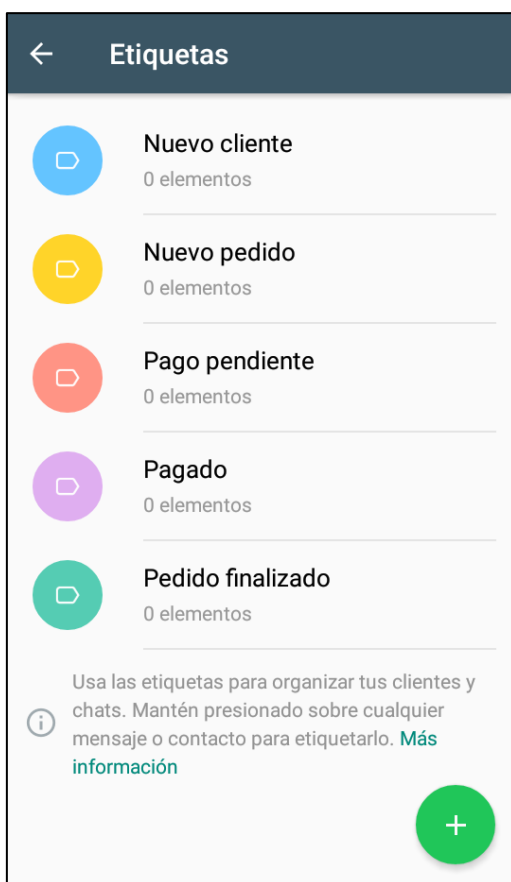 Etiquetas
Nuevo cliente
0 elementos
Nuevo pedido
0 elementos
Pago pendiente
0 elementos
Pagado
0 elementos
Pedido finalizado
0 elementos
Usa las etiquetas para organizar tus clientes y
chats. Mantén presionado sobre cualquier
mensaje o contacto para etiquetarlo. Más
información